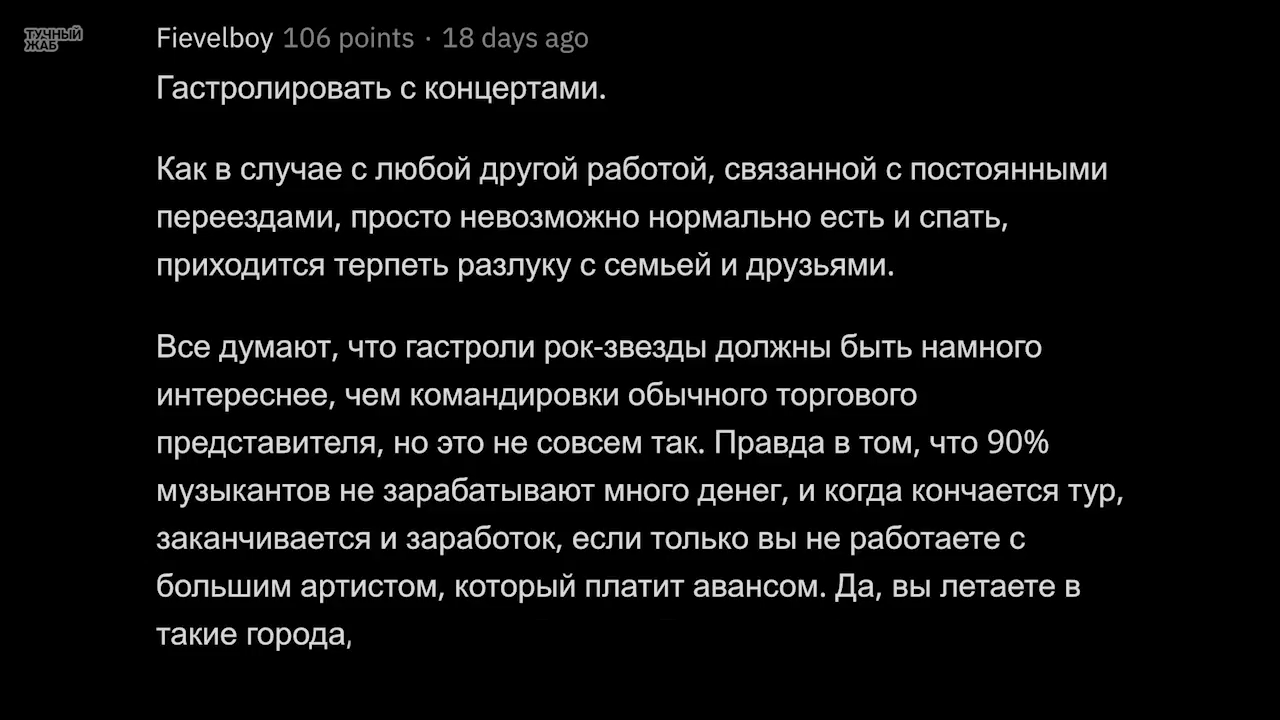 ТУЧНЫЙ
ЖАБ
Fievelboy 106 points · 18 days ago
Гастролировать с концертами.
Как в случае с любой другой работой, связанной с постоянными
переездами, просто невозможно нормально есть и спать,
приходится терпеть разлуку с семьей и друзьями.
Все думают, что гастроли рок-звезды должны быть намного
интереснее, чем командировки обычного торгового
представителя, но это не совсем так. Правда в том, что 90%
музыкантов не зарабатывают много денег, и когда кончается тур,
заканчивается и заработок, если только вы не работаете с
большим артистом, который платит авансом. Да, вы летаете в
такие города,